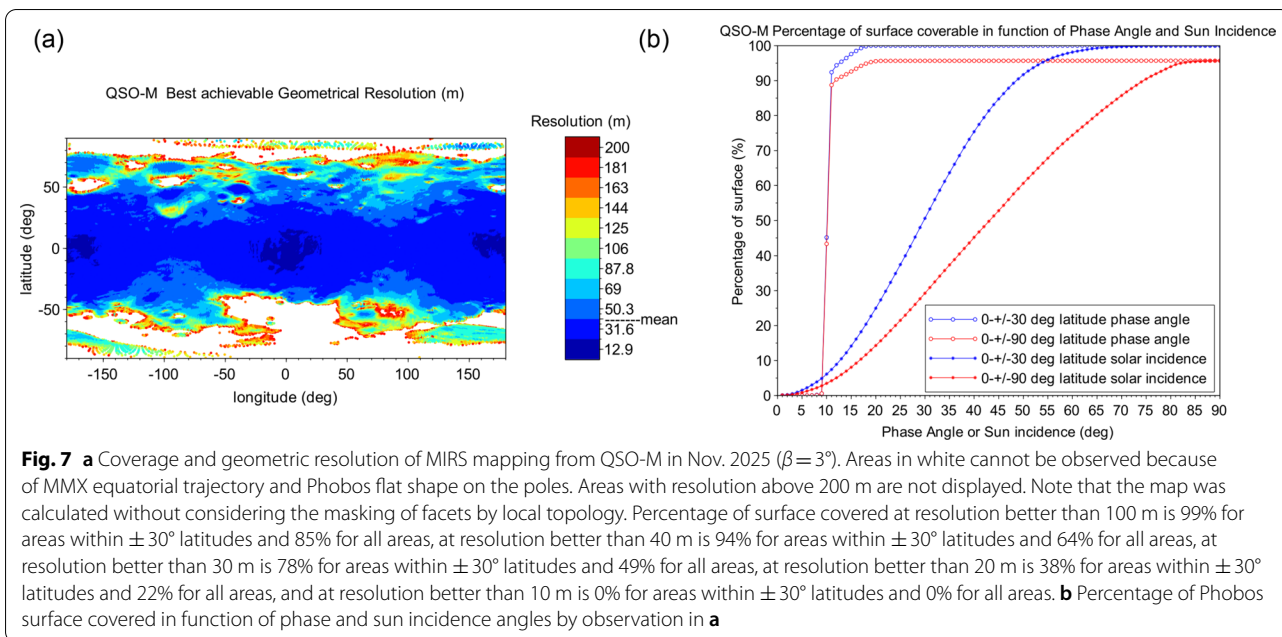 (a)
QSO-M  Best achievable Geometrical Resolution (m)
Resolution (m)
200
181
163
144
125
106
87.8
69
50.3
-----mean
31.6
12.9
latitude (deg)
50
0
-50
-150
-100
-50
0
50
100
150
longitude (deg)
(b)
QSO-M Percentage of surface coverable in function of Phase Angle and Sun Incidence
Percentage of surface (%)
100
90
80
70
60
50
40
30
20
10
0
0-+/-30 deg latitude phase angle
0-+/-90 deg latitude phase angle
0-+/-30 deg latitude solar incidence
0-+/-90 deg latitude solar incidence
0 5 10 15 20 25 30 35 40 45 50 55 60 65 70 75 80 85 90
Phase Angle or Sun incidence (deg)
Fig. 7 a Coverage and geometric resolution of MIRS mapping from QSO-M in Nov. 2025 (β = 3°). Areas in white cannot be observed because
of MMX equatorial trajectory and Phobos flat shape on the poles. Areas with resolution above 200 m are not displayed. Note that the map was
calculated without considering the masking of facets by local topology. Percentage of surface covered at resolution better than 100 m is 99% for
areas within ± 30° latitudes and 85% for all areas, at resolution better than 40 m is 94% for areas within ± 30° latitudes and 64% for all areas, at
resolution better than 30 m is 78% for areas within ± 30° latitudes and 49% for all areas, at resolution better than 20 m is 38% for areas within ± 30°
latitudes and 22% for all areas, and at resolution better than 10 m is 0% for areas within ± 30° latitudes and 0% for all areas. b Percentage of Phobos
surface covered in function of phase and sun incidence angles by observation in a